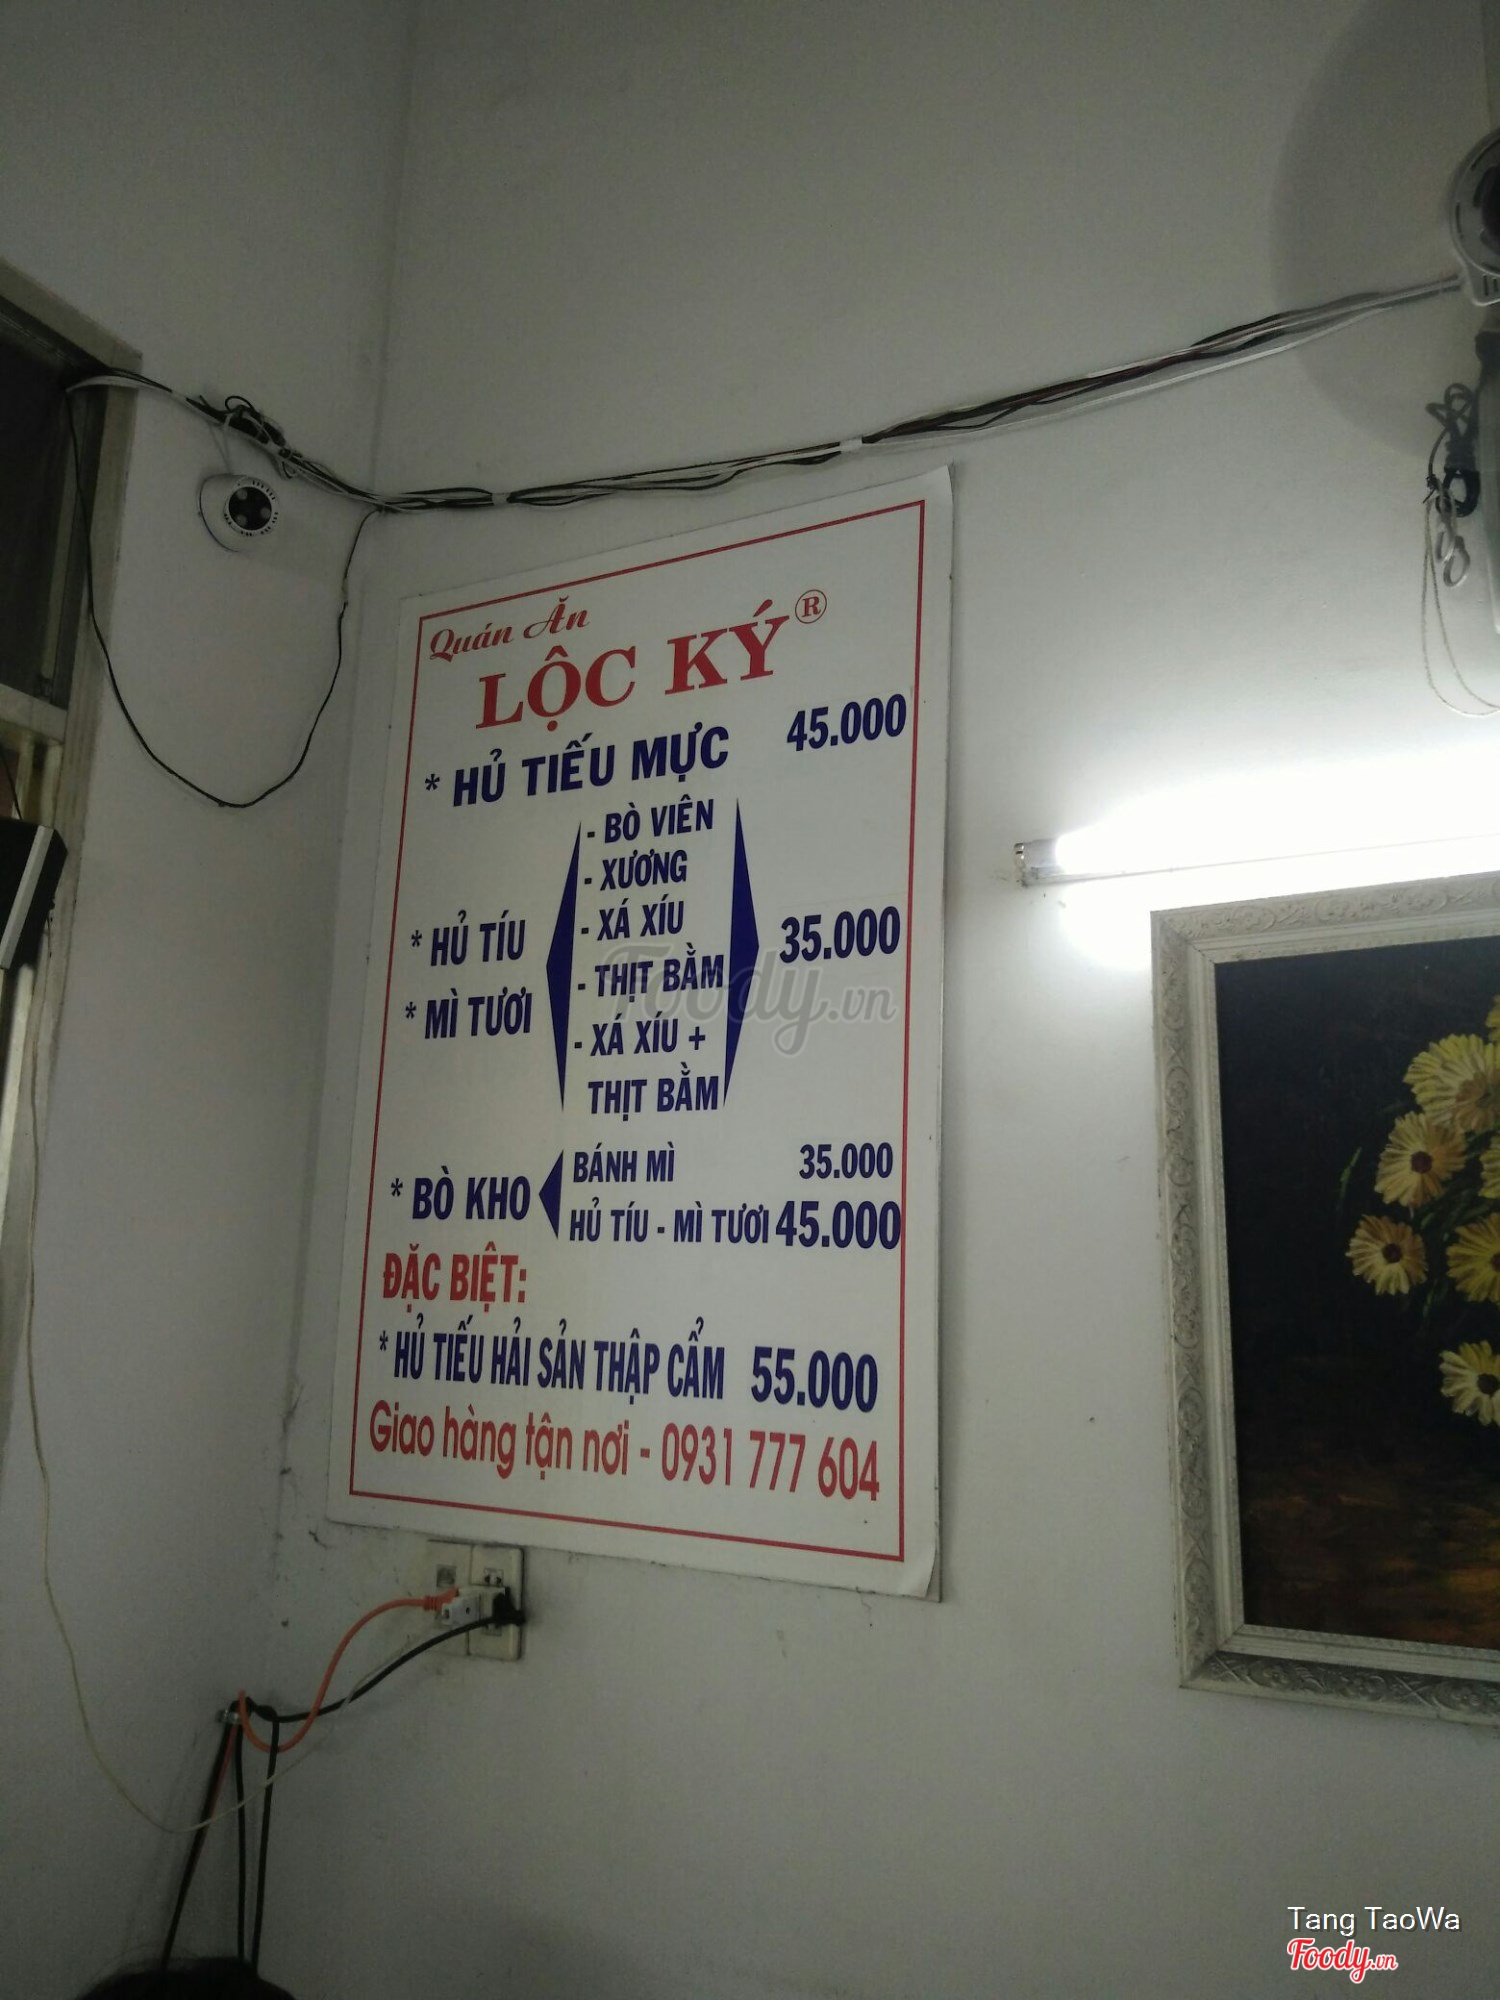 Quán Ăn
LỘC KÝ®
* HỦ TIẾU MỰC 45.000
* HỦ TÍU
* MÌ TƯƠI
- BÒ VIÊN
- XƯƠNG
- XÁ XÍU
- THỊT BẰM
- XÁ XÍU +
THỊT BẰM
35.000
* BÒ KHO
BÁNH MÌ 35.000
HỦ TÍU - MÌ TƯƠI 45.000
ĐẶC BIỆT:
* HỦ TIẾU HẢI SẢN THẬP CẨM 55.000
Giao hàng tận nơi - 0931 777 604
Foody.vn
Tang TaoWa
Foody.vn